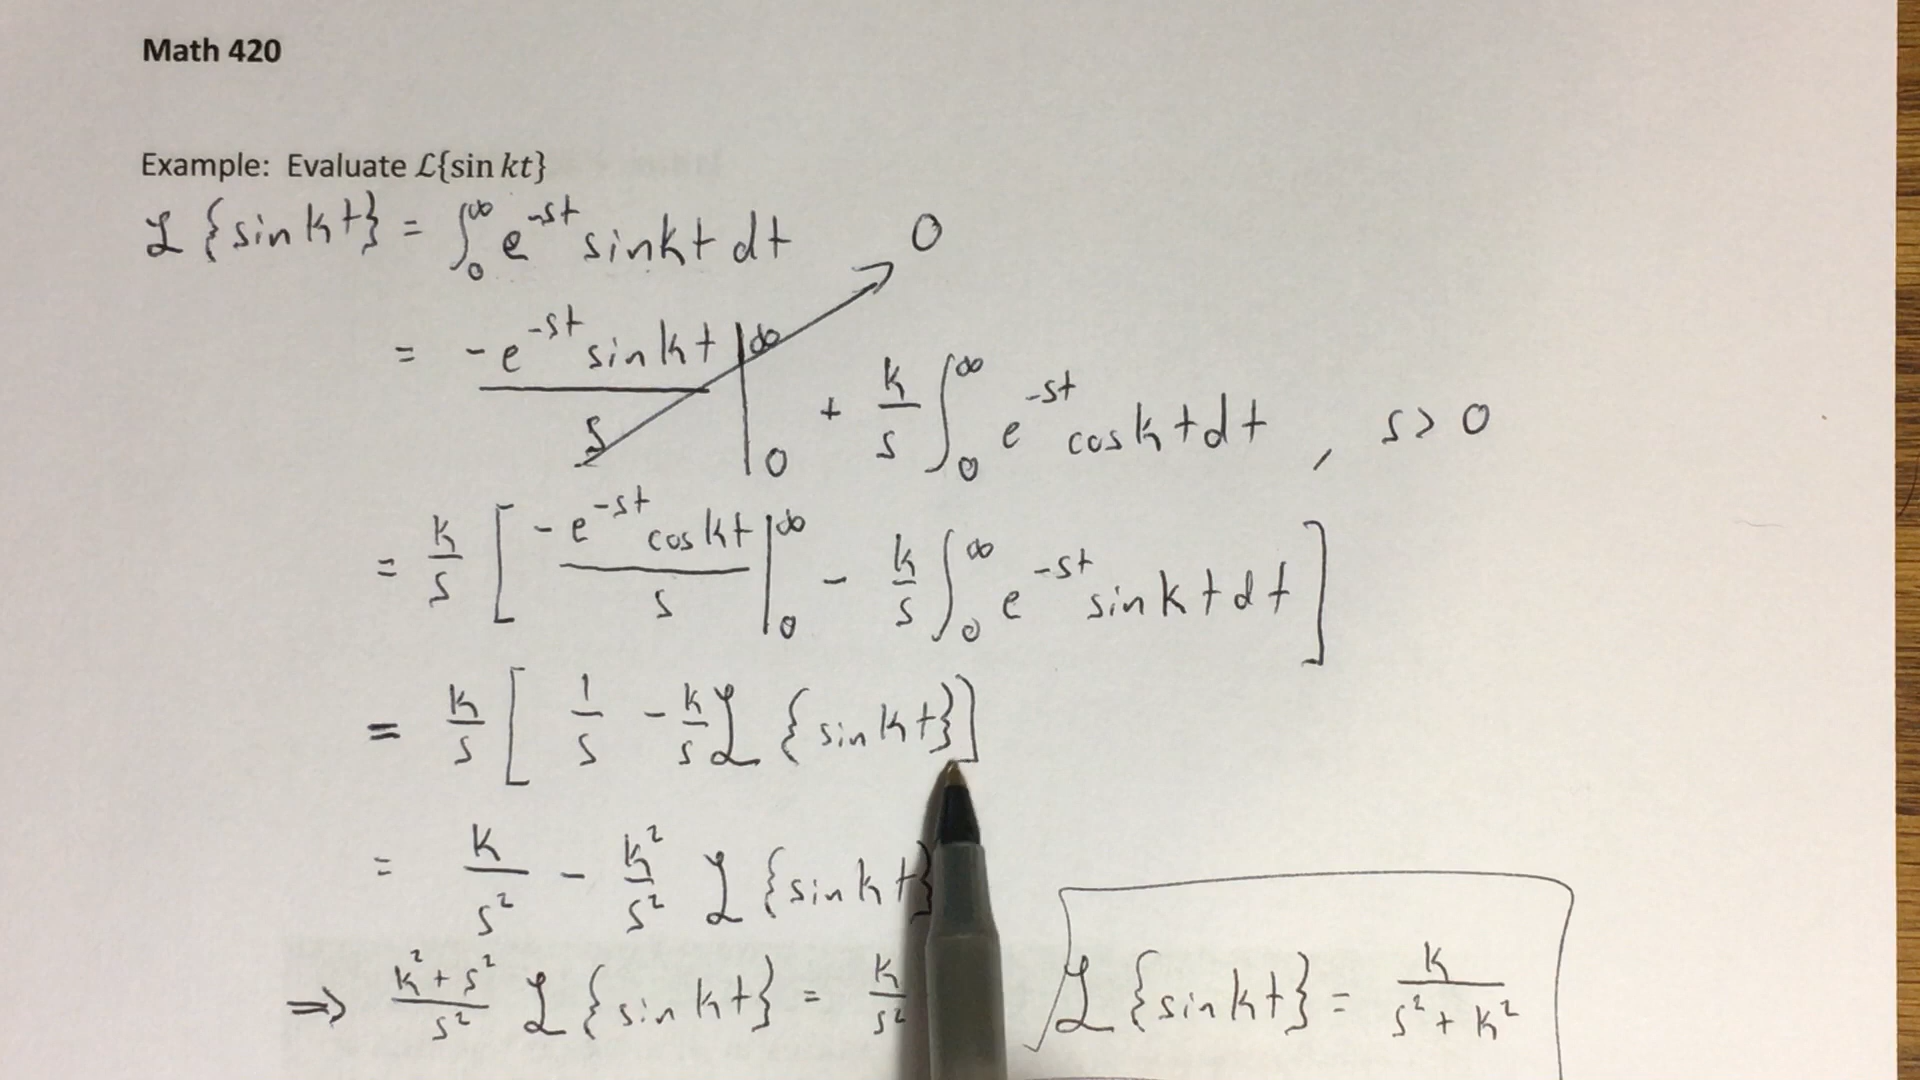 Math 420
Example: Evaluate ℒ{sin kt}
ℒ {sin kt} = ∫₀^∞ e^{-st} sin kt dt
= -e^{-st} sin kt / s |₀^∞ → 0 + k/s ∫₀^∞ e^{-st} cos kt dt , s > 0
= k/s [ -e^{-st} cos kt / s |₀^∞ - k/s ∫₀^∞ e^{-st} sin kt dt ]
= k/s [ 1/s - k/s ℒ {sin kt} ]
= k/s² - k²/s² ℒ {sin kt}
⇒ k² + s² / s² ℒ {sin kt} = k/s²
ℒ {sin kt} = k / s² + k²